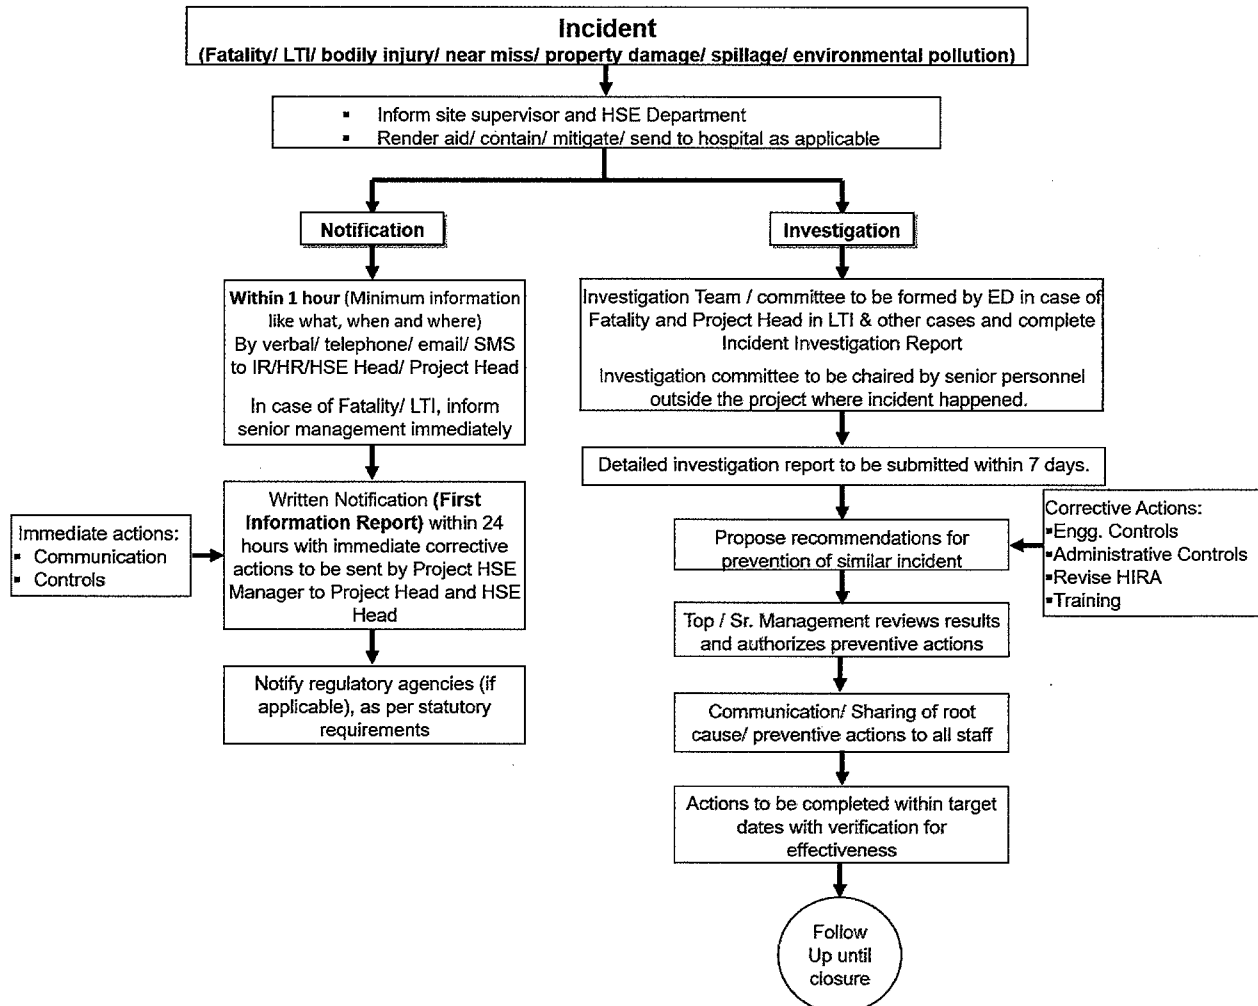 Incident
(Fatality/ LTI/ bodily injury/ near miss/ property damage/ spillage/ environmental pollution)
▪ Inform site supervisor and HSE Department
▪ Render aid/ contain/ mitigate/ send to hospital as applicable
Notification
Within 1 hour (Minimum information
like what, when and where)
By verbal/ telephone/ email/ SMS
to IR/HR/HSE Head/ Project Head
In case of Fatality/ LTI, inform
senior management immediately
Immediate actions:
▪ Communication
▪ Controls
Written Notification (First
Information Report) within 24
hours with immediate corrective
actions to be sent by Project HSE
Manager to Project Head and HSE
Head
Notify regulatory agencies (if
applicable), as per statutory
requirements
Investigation
Investigation Team / committee to be formed by ED in case of
Fatality and Project Head in LTI & other cases and complete
Incident Investigation Report
Investigation committee to be chaired by senior personnel
outside the project where incident happened.
Detailed investigation report to be submitted within 7 days.
Propose recommendations for
prevention of similar incident
Corrective Actions:
▪Engg. Controls
▪Administrative Controls
▪Revise HIRA
▪Training
Top / Sr. Management reviews results
and authorizes preventive actions
Communication/ Sharing of root
cause/ preventive actions to all staff
Actions to be completed within target
dates with verification for
effectiveness
Follow
Up until
closure